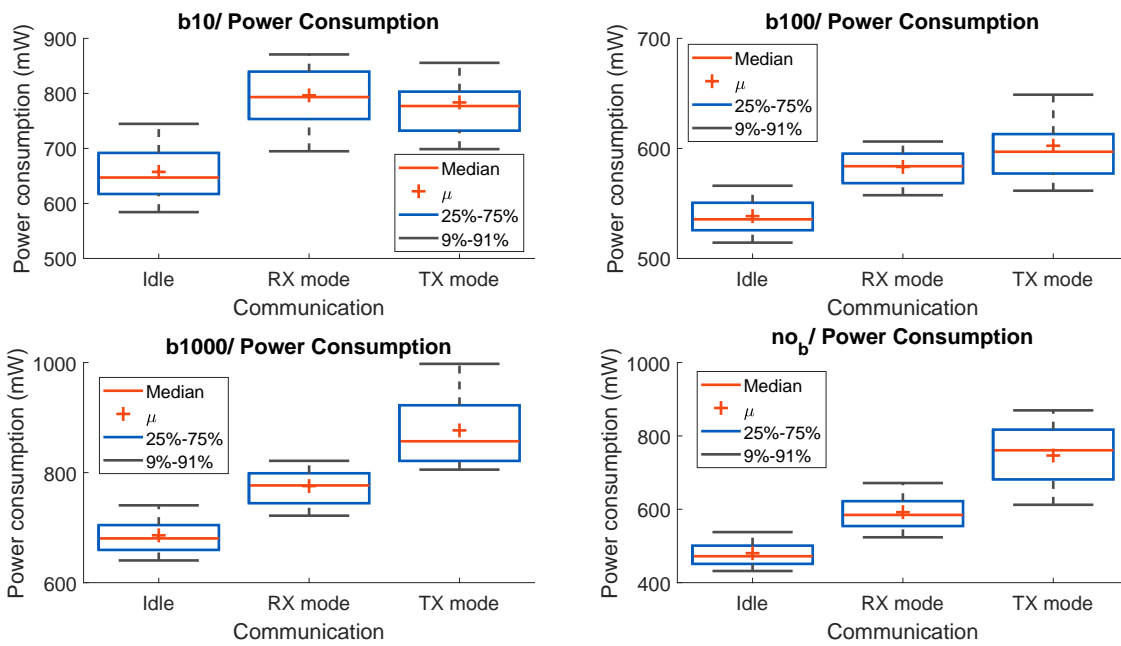 b10/ Power Consumption
Power consumption (mW)
900
800
700
600
500
Median
μ
25%-75%
9%-91%
Idle
RX mode
TX mode
Communication
b100/ Power Consumption
Power consumption (mW)
700
600
500
Median
μ
25%-75%
9%-91%
Idle
RX mode
TX mode
Communication
b1000/ Power Consumption
Power consumption (mW)
1000
800
600
Median
μ
25%-75%
9%-91%
Idle
RX mode
TX mode
Communication
no_b/ Power Consumption
Power consumption (mW)
1000
800
600
400
Median
μ
25%-75%
9%-91%
Idle
RX mode
TX mode
Communication